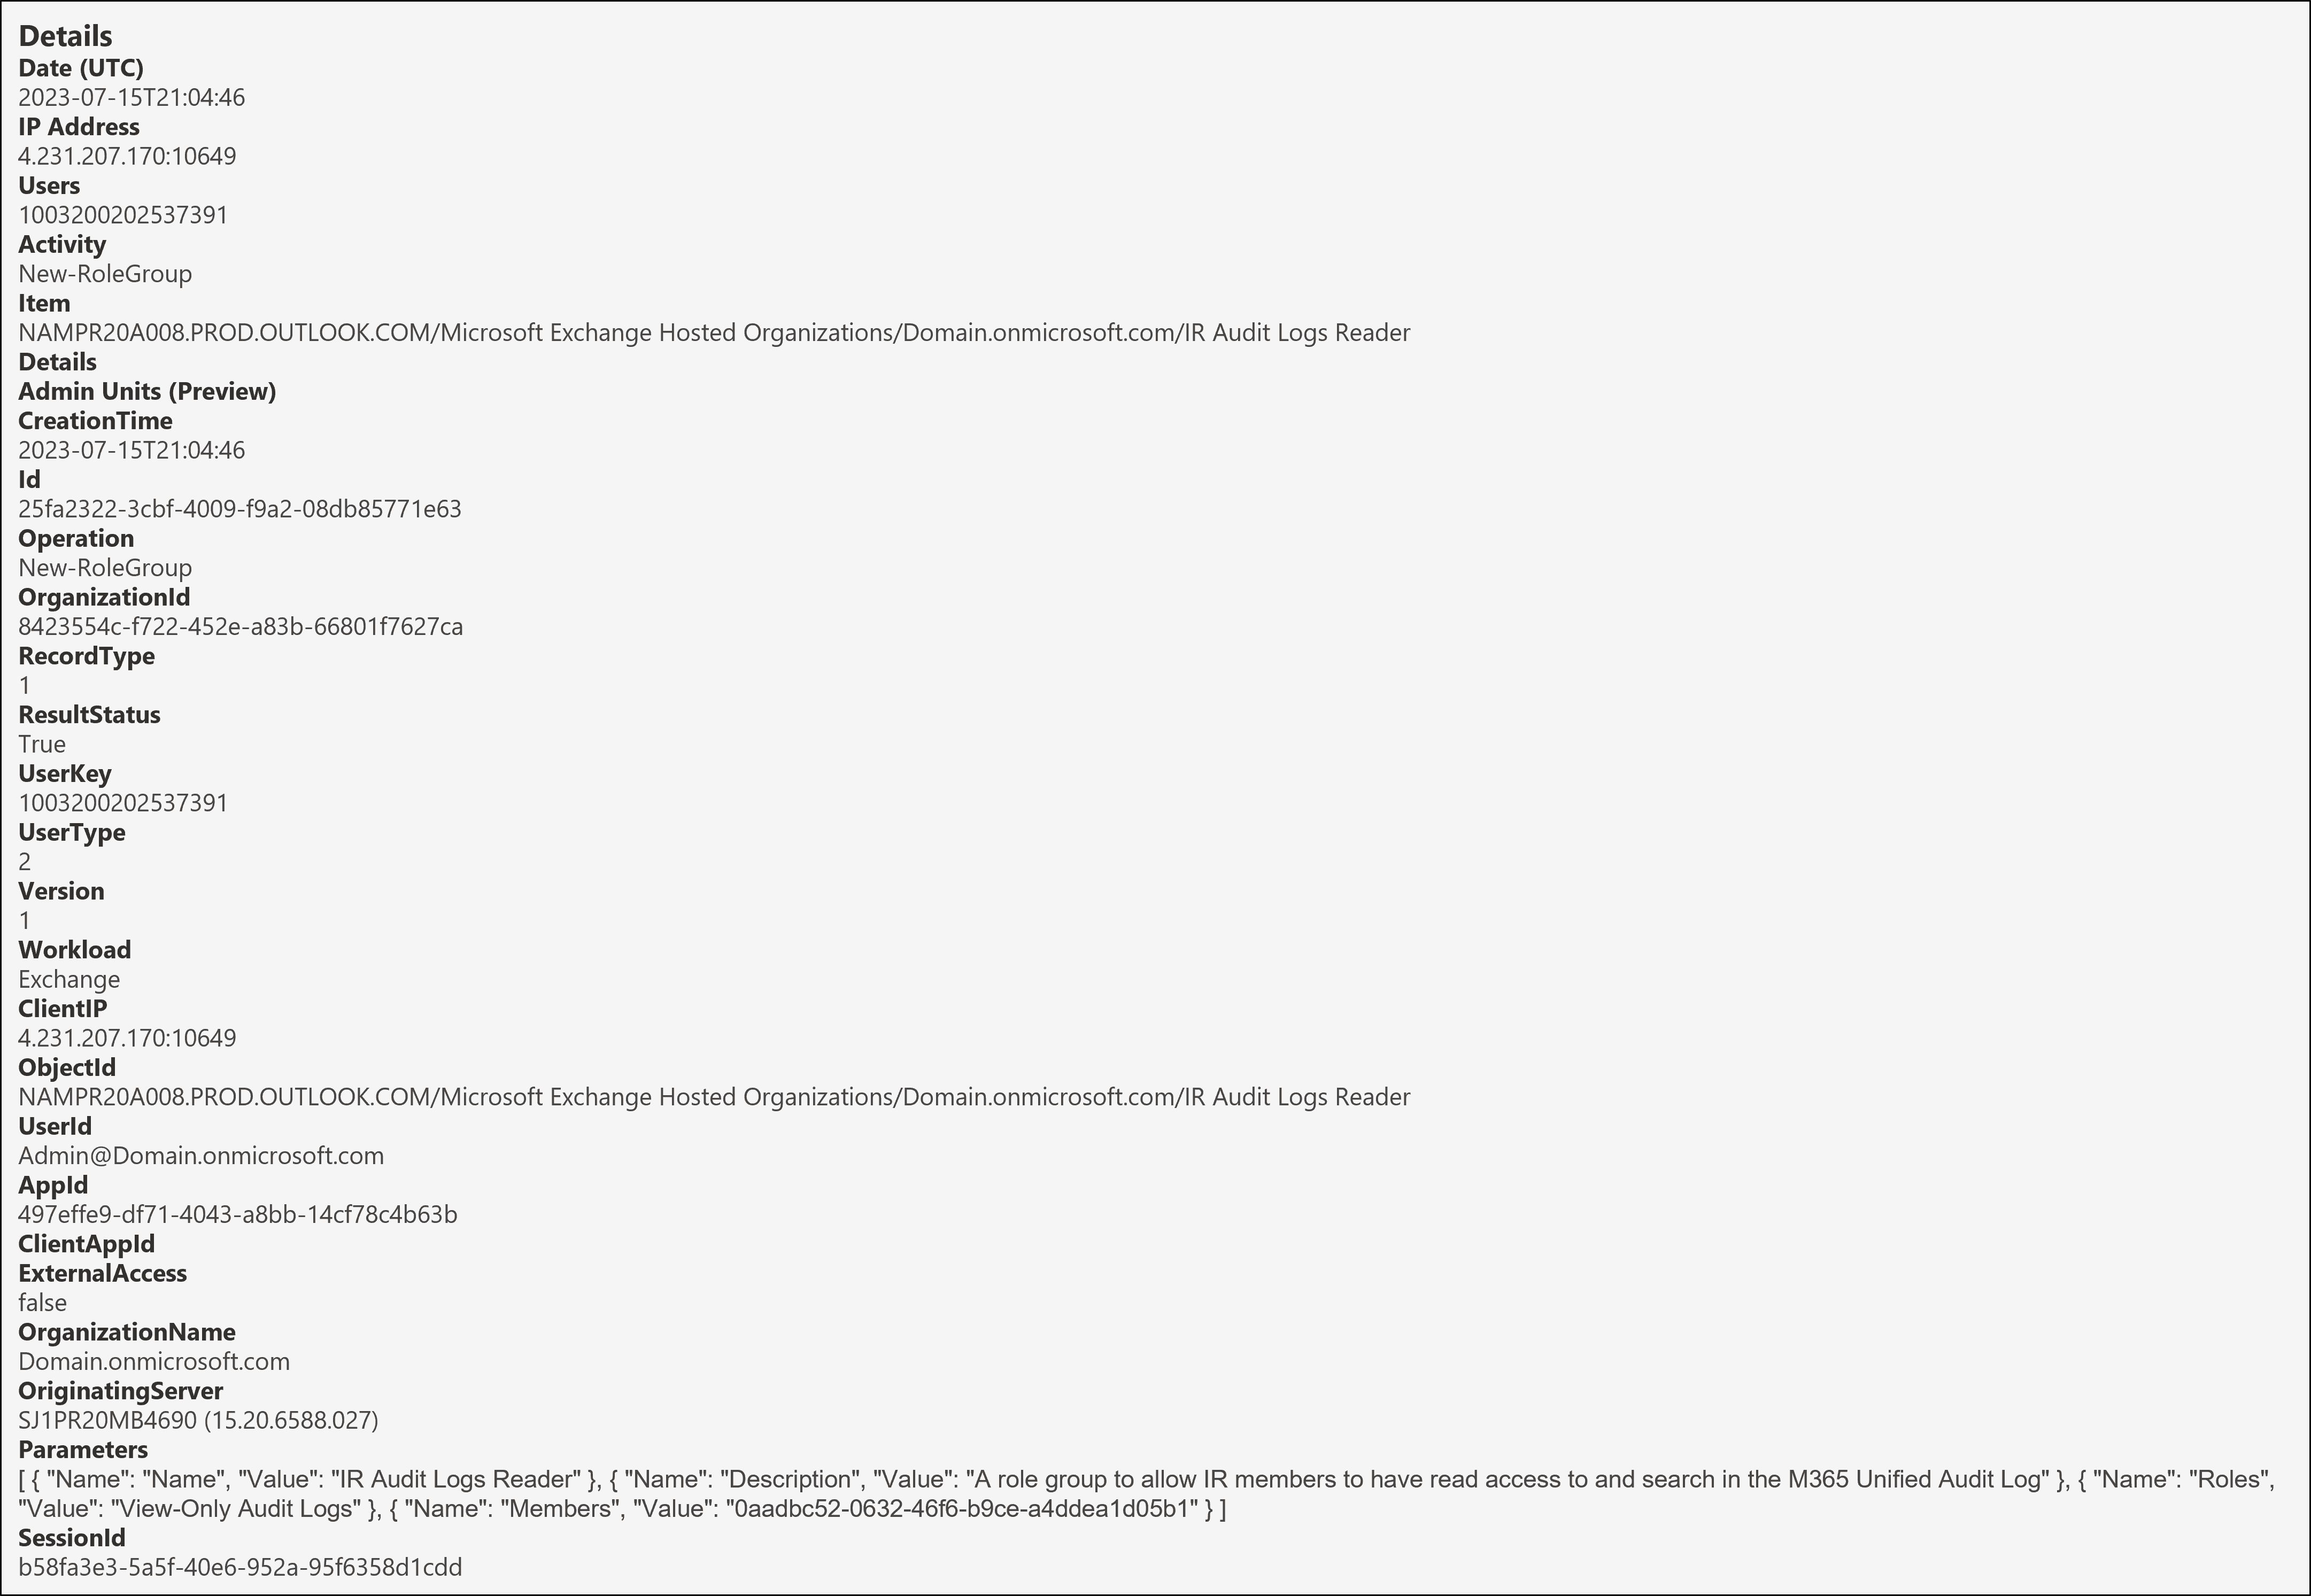 Details
Date (UTC)
2023-07-15T21:04:46
IP Address
4.231.207.170:10649
Users
1003200202537391
Activity
New-RoleGroup
Item
NAMPR20A008.PROD.OUTLOOK.COM/Microsoft Exchange Hosted Organizations/Domain.onmicrosoft.com/IR Audit Logs Reader
Details
Admin Units (Preview)
CreationTime
2023-07-15T21:04:46
Id
25fa2322-3cbf-4009-f9a2-08db85771e63
Operation
New-RoleGroup
OrganizationId
8423554c-f722-452e-a83b-66801f7627ca
RecordType
1
ResultStatus
True
UserKey
1003200202537391
UserType
2
Version
1
Workload
Exchange
ClientIP
4.231.207.170:10649
ObjectId
NAMPR20A008.PROD.OUTLOOK.COM/Microsoft Exchange Hosted Organizations/Domain.onmicrosoft.com/IR Audit Logs Reader
UserId
Admin@Domain.onmicrosoft.com
AppId
497effe9-df71-4043-a8bb-14cf78c4b63b
ClientAppId
ExternalAccess
false
OrganizationName
Domain.onmicrosoft.com
OriginatingServer
SJ1PR20MB4690 (15.20.6588.027)
Parameters
[ { "Name": "Name", "Value": "IR Audit Logs Reader" }, { "Name": "Description", "Value": "A role group to allow IR members to have read access to and search in the M365 Unified Audit Log" }, { "Name": "Roles",
"Value": "View-Only Audit Logs" }, { "Name": "Members", "Value": "0aadbc52-0632-46f6-b9ce-a4ddea1d05b1" } ]
SessionId
b58fa3e3-5a5f-40e6-952a-95f6358d1cdd